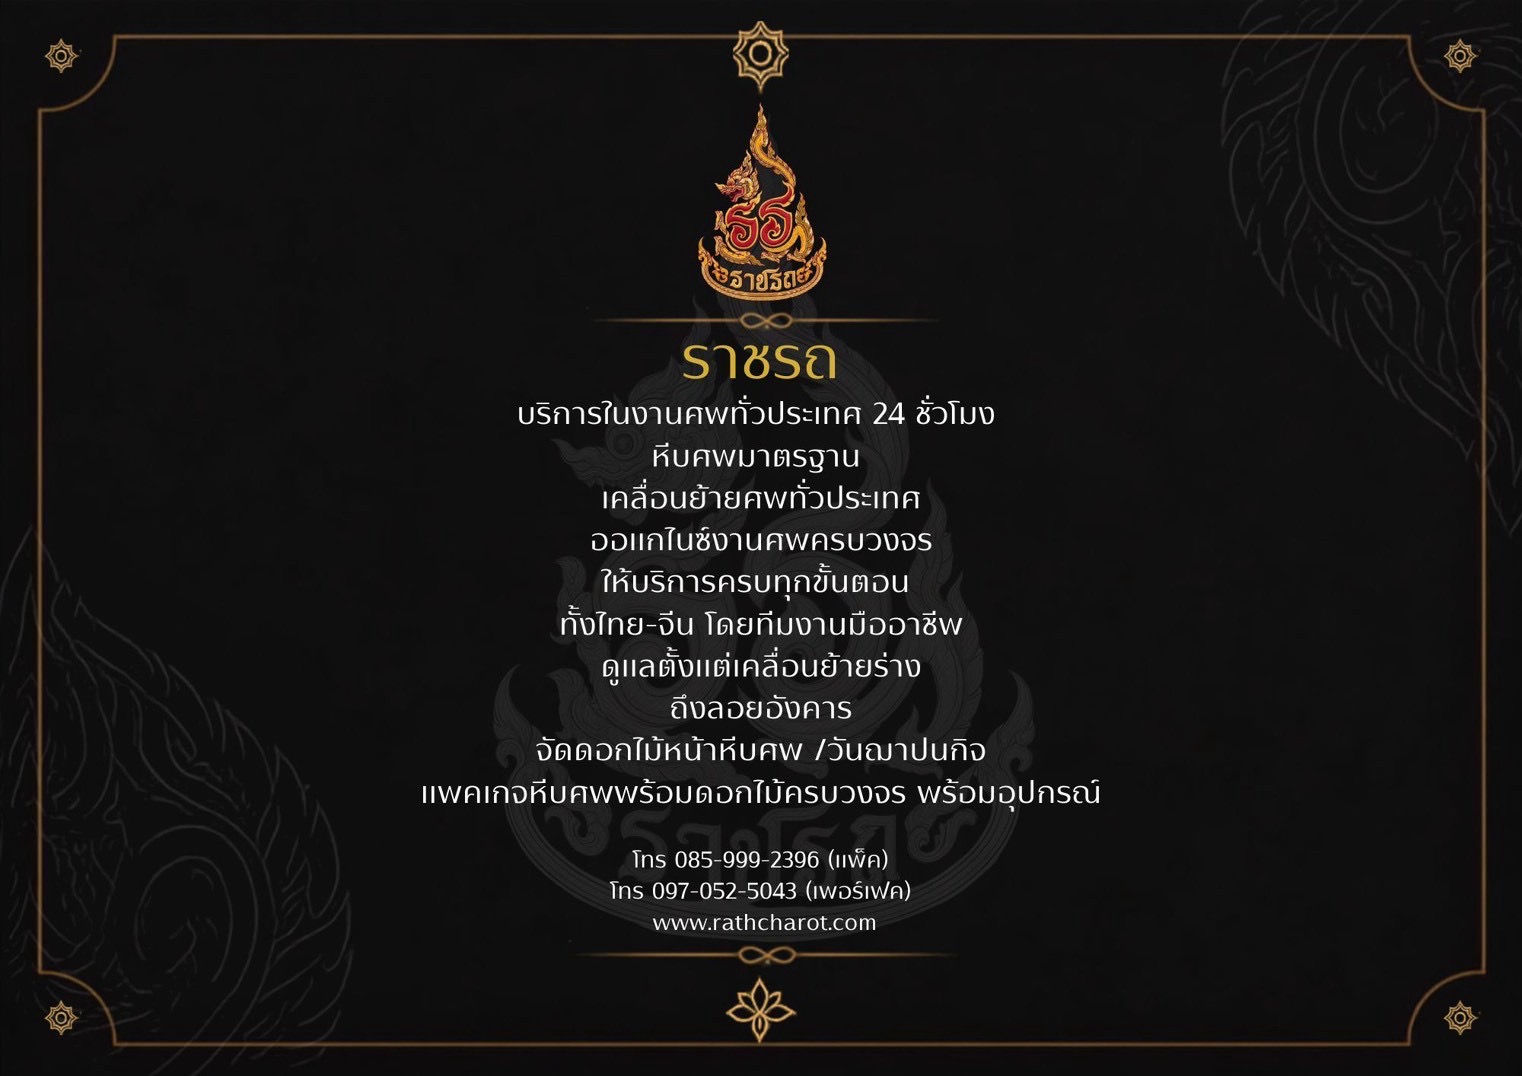 รอ
ราชรถ
ราชรถ
บริการในงานศพทั่วประเทศ 24 ชั่วโมง
หีบศพมาตรฐาน
เคลื่อนย้ายศพทั่วประเทศ
ออแกไนซ์งานศพครบวงจร
ให้บริการครบทุกขั้นตอน
ทั้งไทย-จีน โดยทีมงานมืออาชีพ
ดูแลตั้งแต่เคลื่อนย้ายร่าง
ถึงลอยอังคาร
จัดดอกไม้หน้าหีบศพ /วันฌาปนกิจ
แพคเกจหีบศพพร้อมดอกไม้ครบวงจร พร้อมอุปกรณ์
ราชรถ
โทร 085-999-2396 (แพ็ค)
โทร 097-052-5043 (เพอร์เฟค)
www.rathcharot.com